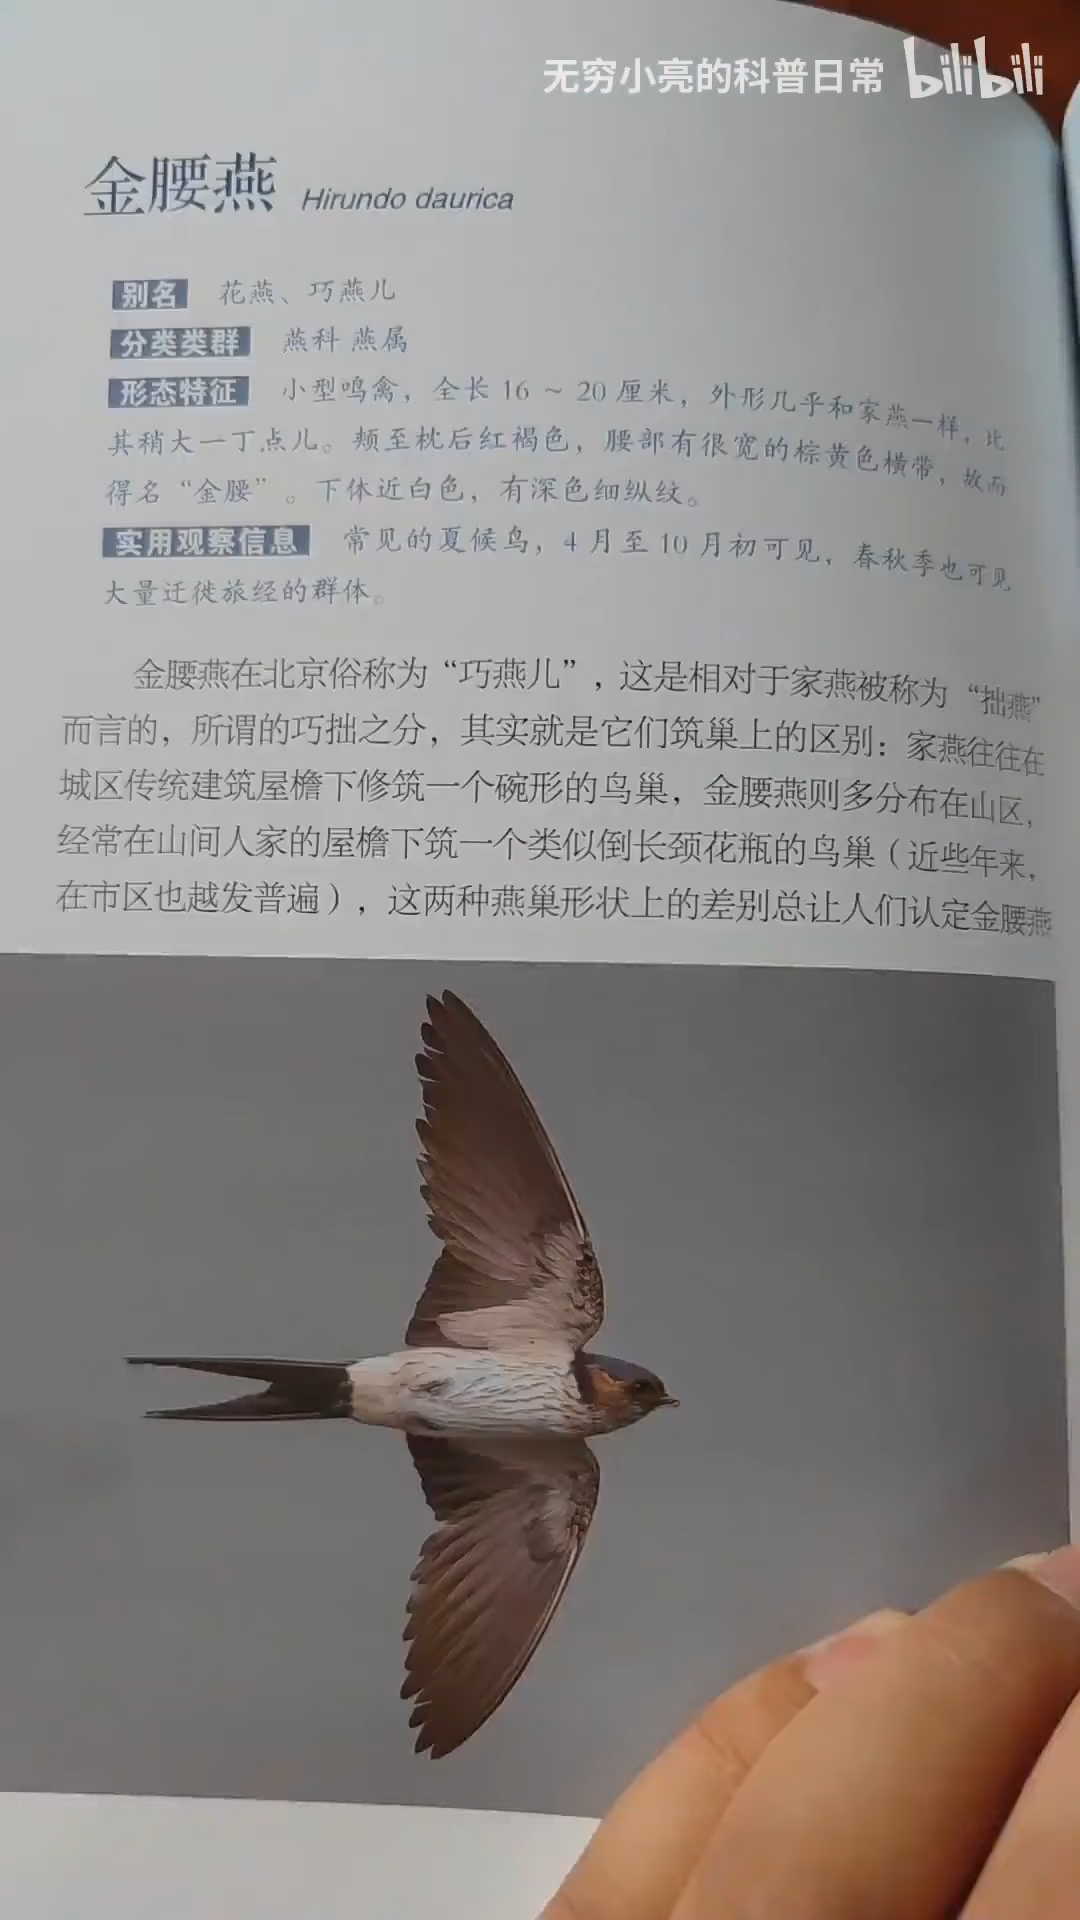 无穷小亮的科普日常 bilibili
金腰燕 Hirundo daurica
别名 花燕、巧燕儿
分类类群 燕科 燕属
形态特征 小型鸣禽，全长 16 ～ 20 厘米，外形几乎和家燕一样，比
其稍大一丁点儿。颊至枕后红褐色，腰部有很宽的棕黄色横带，故而
得名“金腰”。下体近白色，有深色细纵纹。
实用观察信息 常见的夏候鸟，4 月至 10 月初可见，春秋季也可见
大量迁徙旅经的群体。
金腰燕在北京俗称为“巧燕儿”，这是相对于家燕被称为“拙燕”
而言的，所谓的巧拙之分，其实就是它们筑巢上的区别：家燕往往在
城区传统建筑屋檐下修筑一个碗形的鸟巢，金腰燕则多分布在山区，
经常在山间人家的屋檐下筑一个类似倒长颈花瓶的鸟巢（近些年来，
在市区也越发普遍），这两种燕巢形状上的差别总让人们认定金腰燕